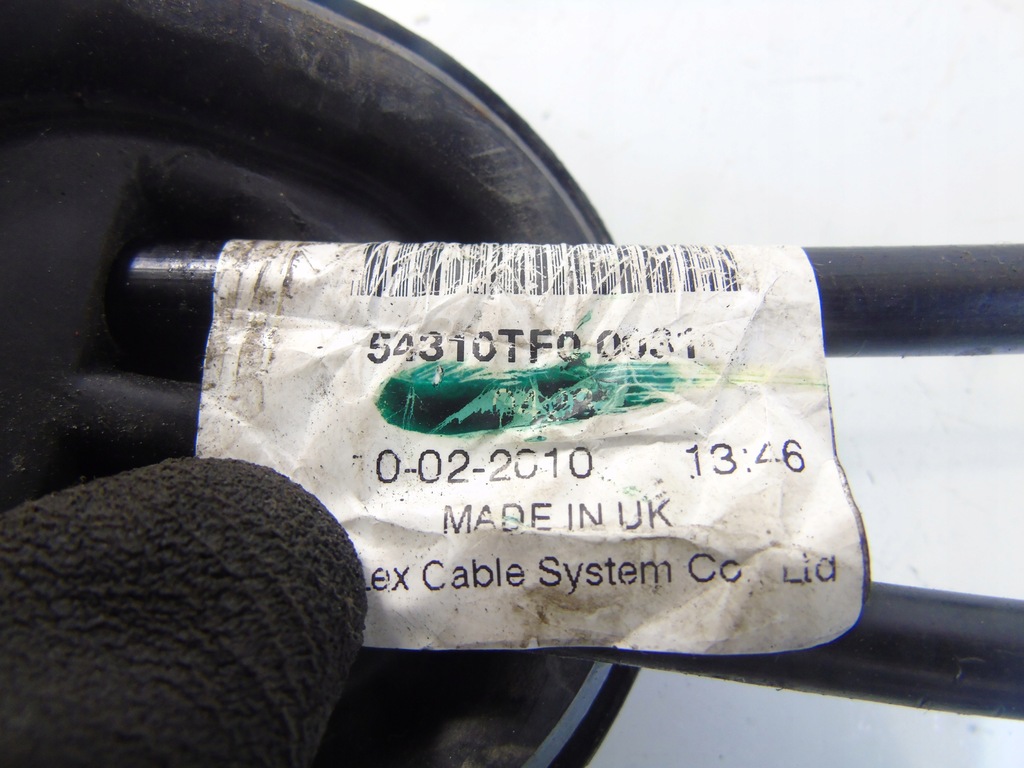 54310TF0 0031
0-02-2010 13:46
MADE IN UK
Lex Cable System Co Ltd